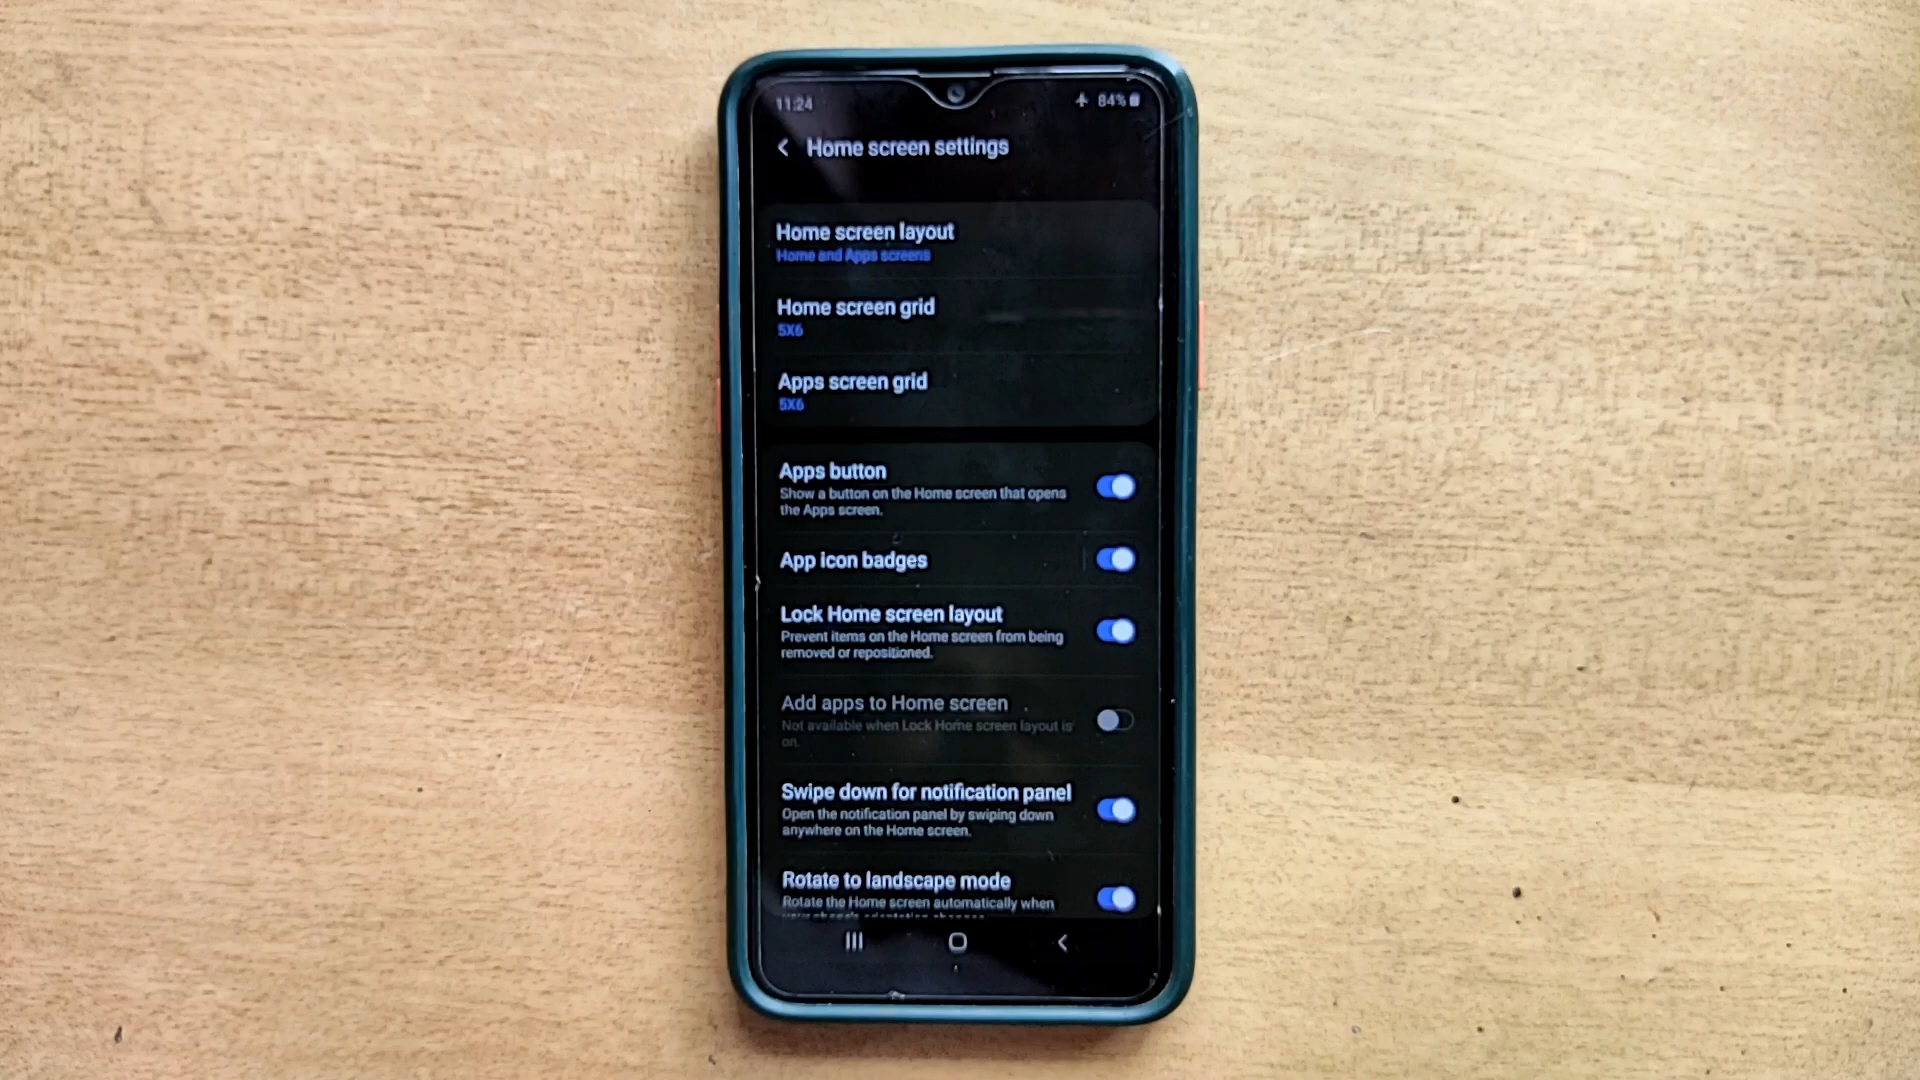 11:24
84%
Home screen settings
Home screen layout
Home and Apps screens
Home screen grid
5X6
Apps screen grid
5X6
Apps button
Show a button on the Home screen that opens
the Apps screen.
App icon badges
Lock Home screen layout
Prevent items on the Home screen from being
removed or repositioned.
Add apps to Home screen
Not available when Lock Home screen layout is
on.
Swipe down for notification panel
Open the notification panel by swiping down
anywhere on the Home screen.
Rotate to landscape mode
Rotate the Home screen automatically when